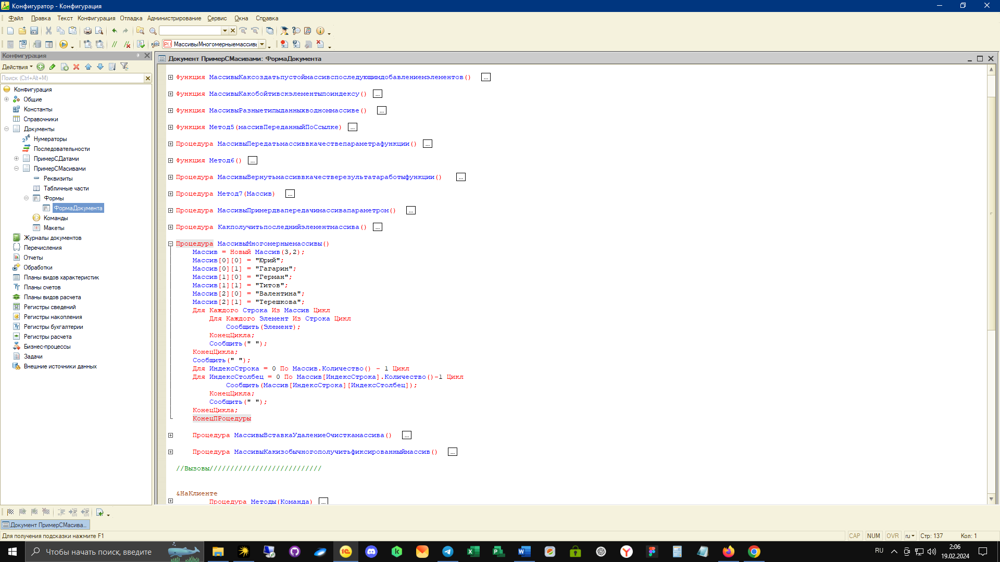 Конфигуратор - Конфигурация
Файл Правка Текст Конфигурация Отладка Администрирование Сервис Окна Справка
МассивыМногомерныемассивы
Конфигурация
Действия
Поиск (Ctrl+Alt+M)
Конфигурация
Общие
Константы
Справочники
Документы
Нумераторы
Последовательности
ПримерСДатами
ПримерСМасивами
Реквизиты
Табличные части
Формы
ФормаДокумента
Команды
Макеты
Журналы документов
Перечисления
Отчеты
Обработки
Планы видов характеристик
Планы счетов
Планы видов расчета
Регистры сведений
Регистры накопления
Регистры бухгалтерии
Регистры расчета
Бизнес-процессы
Задачи
Внешние источники данных
Документ ПримерСМасивами: ФормаДокумента
Функция МассивыКаксоздатьпустоймассивспоследующимдобавлениемэлементов() ...
Функция МассивыКакобойтивскэлементыпоиндексу() ...
Функция МассивыРазныетипыданныхводноммассиве() ...
Функция Метод5(массивПереданныйПоСсылке) ...
Процедура МассивыПередатьмассиввкачествепараметрафункции() ...
Функция Метод6() ...
Процедура МассивыВернутьмассиввкачестверезультатаработыфункции() ...
Процедура Метод7(Массив) ...
Процедура МассивыПримердвапередачимассивапараметром() ...
Процедура Какполучитьпоследнийэлементмассива() ...
Процедура МассивыМногомерныемассивы()
Массив = Новый Массив(3,2);
Массив[0][0] = "Юрий";
Массив[0][1] = "Гагарин";
Массив[1][0] = "Герман";
Массив[1][1] = "Титов";
Массив[2][0] = "Валентина";
Массив[2][1] = "Терешкова";
Для Каждого Строка Из Массив Цикл
Для Каждого Элемент Из Строка Цикл
Сообщить(Элемент);
КонецЦикла;
Сообщить(" ");
КонецЦикла;
Сообщить(" ");
Для ИндексСтрока = 0 По Массив.Количество() - 1 Цикл
Для ИндексСтолбец = 0 По Массив[ИндексСтрока].Количество()-1 Цикл
Сообщить(Массив[ИндексСтрока][ИндексСтолбец]);
КонецЦикла;
Сообщить(" ");
КонецЦикла;
КонецПРоцедуры
Процедура МассивыВставкаУдалениеОчисткамассива() ...
Процедура МассивыКакизобычногополучитьфиксированныймассив() ...
//Вызовы///////////////////////////
&НаКлиенте
Процедура Методы(Команда) ...
Документ ПримерСМасива...
Для получения подсказки нажмите F1
CAP NUM OVR ru Стр: 137 Кол: 1
Чтобы начать поиск, введите
RU
2:06
19.02.2024